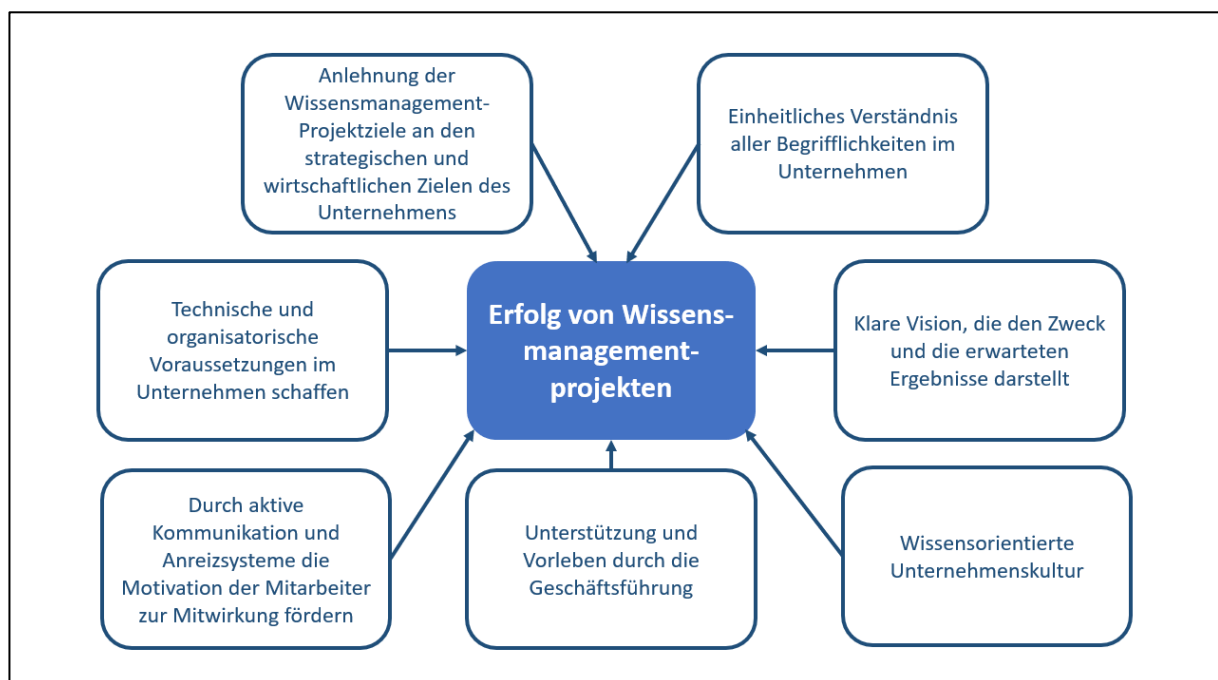 Anlehnung der
Wissensmanagement-
Projektziele an den
strategischen und
wirtschaftlichen Zielen des
Unternehmens
Einheitliches Verständnis
aller Begrifflichkeiten im
Unternehmen
Technische und
organisatorische
Voraussetzungen im
Unternehmen schaffen
Erfolg von Wissens-
management-
projekten
Klare Vision, die den Zweck
und die erwarteten
Ergebnisse darstellt
Durch aktive
Kommunikation und
Anreizsysteme die
Motivation der Mitarbeiter
zur Mitwirkung fördern
Unterstützung und
Vorleben durch die
Geschäftsführung
Wissensorientierte
Unternehmenskultur